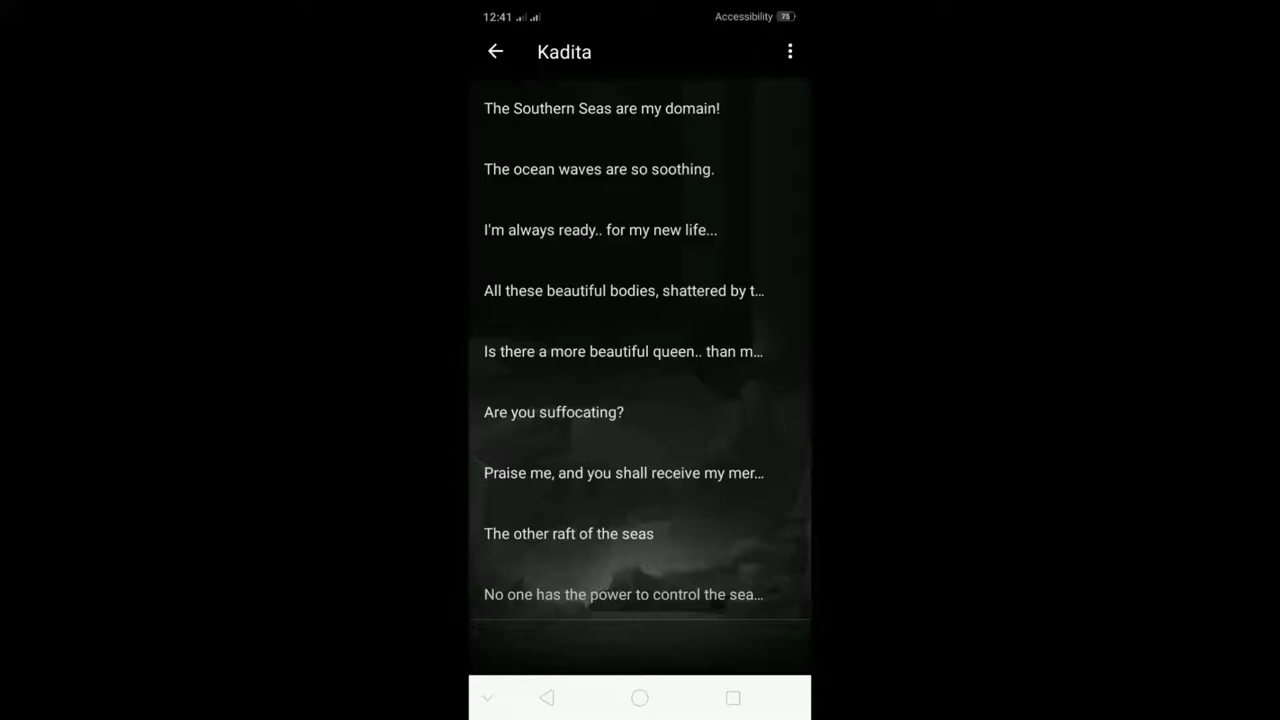 12:41 Accessibility 75
Kadita
The Southern Seas are my domain!
The ocean waves are so soothing.
I'm always ready.. for my new life...
All these beautiful bodies, shattered by t...
Is there a more beautiful queen.. than m...
Are you suffocating?
Praise me, and you shall receive my mer...
The other raft of the seas
No one has the power to control the sea...